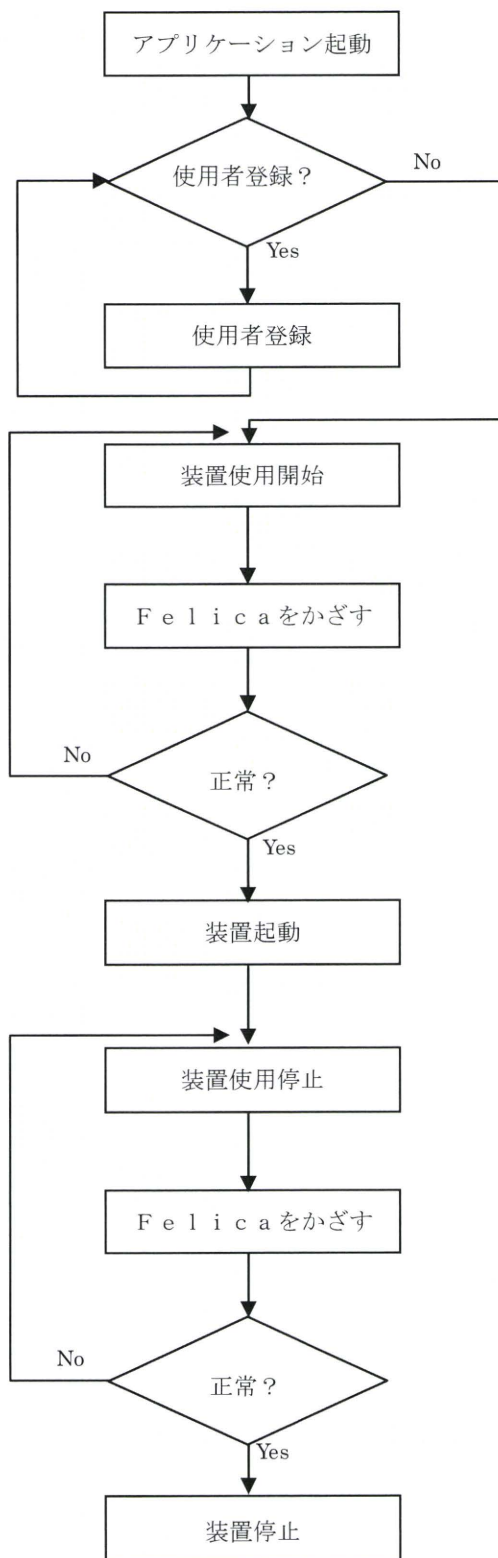 アプリケーション起動
使用者登録？
No
Yes
使用者登録
装置使用開始
Ｆｅｌｉｃａをかざす
No
正常？
Yes
装置起動
装置使用停止
Ｆｅｌｉｃａをかざす
No
正常？
Yes
装置停止